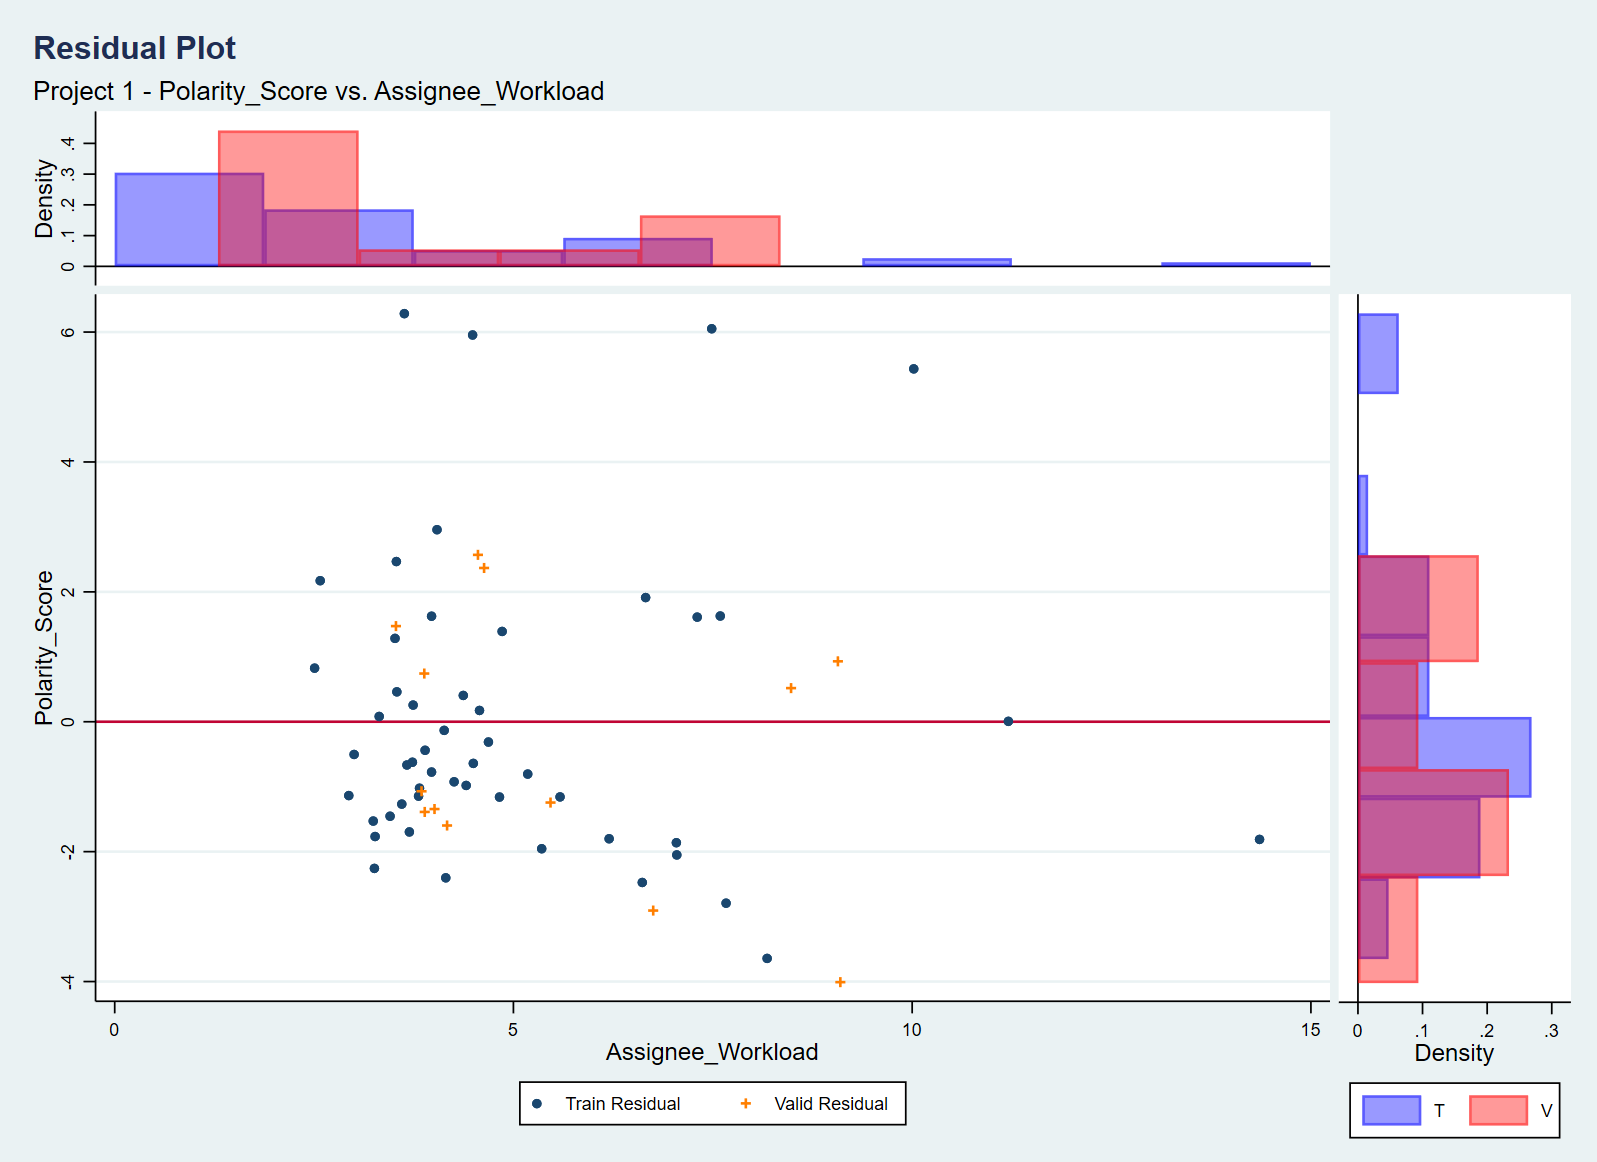 Residual Plot
Project 1 - Polarity_Score vs. Assignee_Workload
Density
.4
.3
.2
.1
0
Polarity_Score
6
4
2
0
-2
-4
0 5 10 15
Assignee_Workload
0 .1 .2 .3
Density
Train Residual Valid Residual
T V